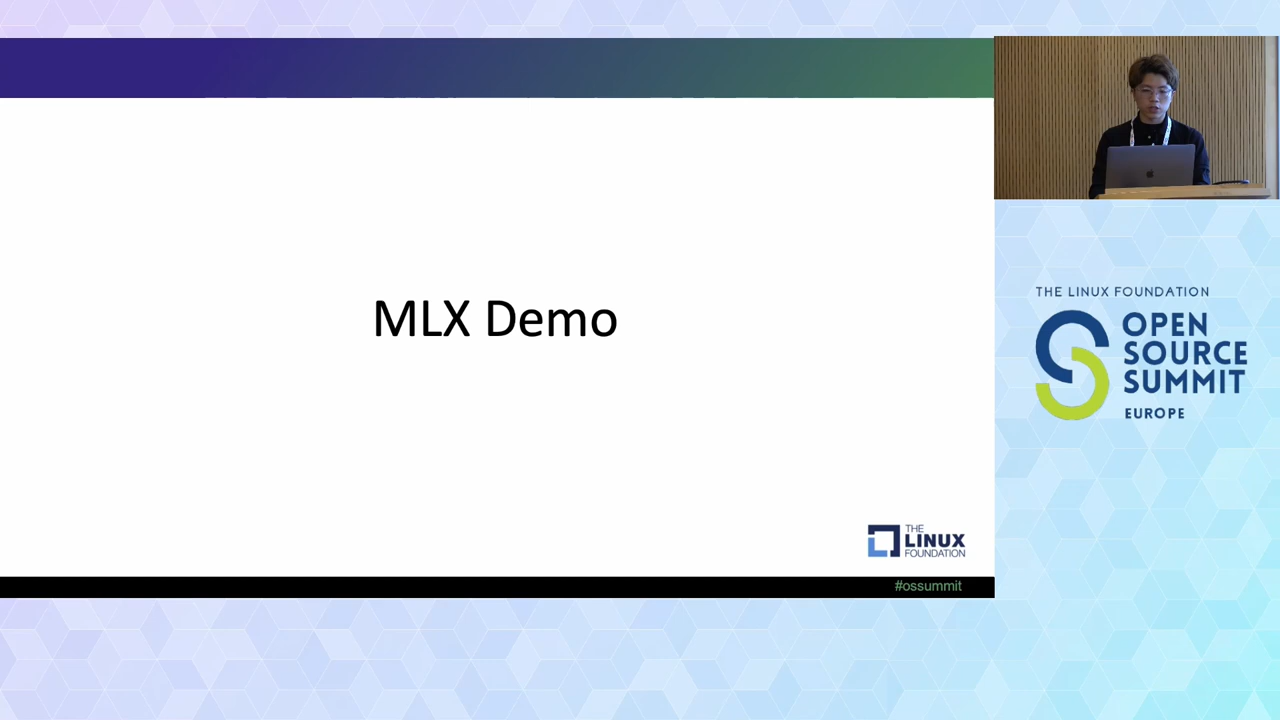 MLX Demo
THE
LINUX
FOUNDATION
#ossummit
THE LINUX FOUNDATION
OPEN
SOURCE
SUMMIT
EUROPE